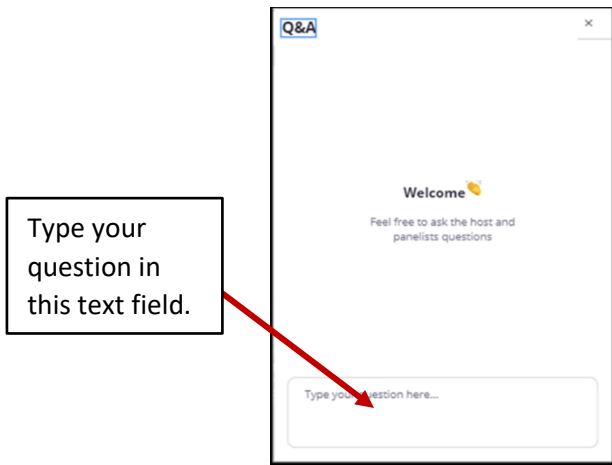 Q&A
×
Welcome👋
Feel free to ask the host and
panelists questions
Type your
question in
this text field.
Type your question here...